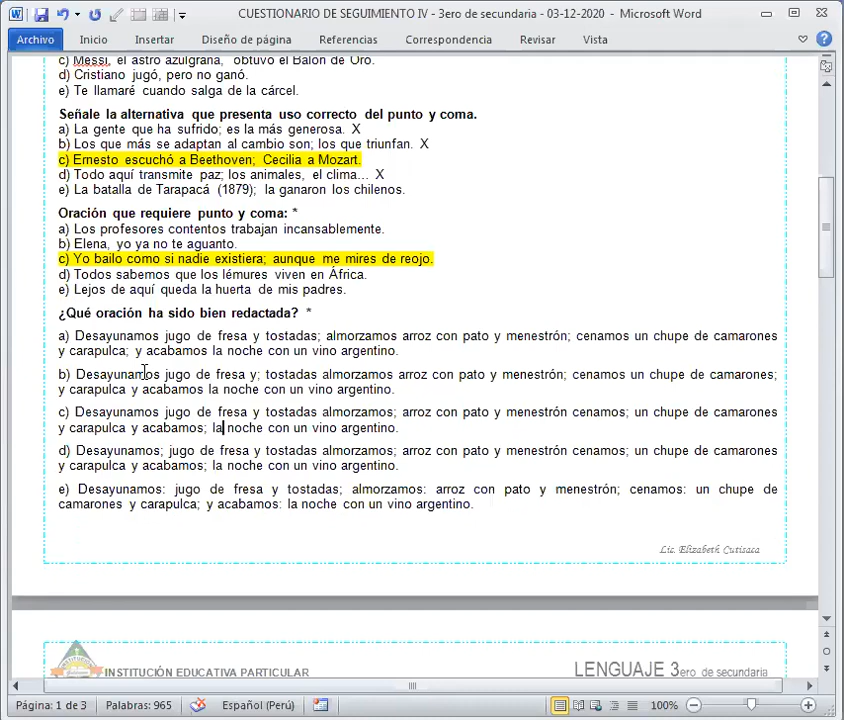 CUESTIONARIO DE SEGUIMIENTO IV - 3ero de secundaria - 03-12-2020 - Microsoft Word
Archivo Inicio Insertar Diseño de página Referencias Correspondencia Revisar Vista
c) Messi, el astro azulgrana, obtuvo el Balón de Oro.
d) Cristiano jugó, pero no ganó.
e) Te llamaré cuando salga de la cárcel.
Señale la alternativa que presenta uso correcto del punto y coma.
a) La gente que ha sufrido; es la más generosa. X
b) Los que más se adaptan al cambio son; los que triunfan. X
c) Ernesto escuchó a Beethoven; Cecilia a Mozart.
d) Todo aquí transmite paz; los animales, el clima... X
e) La batalla de Tarapacá (1879); la ganaron los chilenos.
Oración que requiere punto y coma: *
a) Los profesores contentos trabajan incansablemente.
b) Elena, yo ya no te aguanto.
c) Yo bailo como si nadie existiera; aunque me mires de reojo.
d) Todos sabemos que los lémures viven en África.
e) Lejos de aquí queda la huerta de mis padres.
¿Qué oración ha sido bien redactada? *
a) Desayunamos jugo de fresa y tostadas; almorzamos arroz con pato y menestrón; cenamos un chupe de camarones
y carapulca; y acabamos la noche con un vino argentino.
b) Desayunamos jugo de fresa y; tostadas almorzamos arroz con pato y menestrón; cenamos un chupe de camarones;
y carapulca y acabamos la noche con un vino argentino.
c) Desayunamos jugo de fresa y tostadas almorzamos; arroz con pato y menestrón cenamos; un chupe de camarones
y carapulca y acabamos; la noche con un vino argentino.
d) Desayunamos; jugo de fresa y tostadas almorzamos; arroz con pato y menestrón cenamos; un chupe de camarones
y carapulca y acabamos; la noche con un vino argentino.
e) Desayunamos: jugo de fresa y tostadas; almorzamos: arroz con pato y menestrón; cenamos: un chupe de
camarones y carapulca; y acabamos: la noche con un vino argentino.
Lic. Elizabeth Cutisaca
INSTITUCIÓN EDUCATIVA PARTICULAR LENGUAJE 3ero de secundaria
Página: 1 de 3 Palabras: 965 Español (Perú) 100%